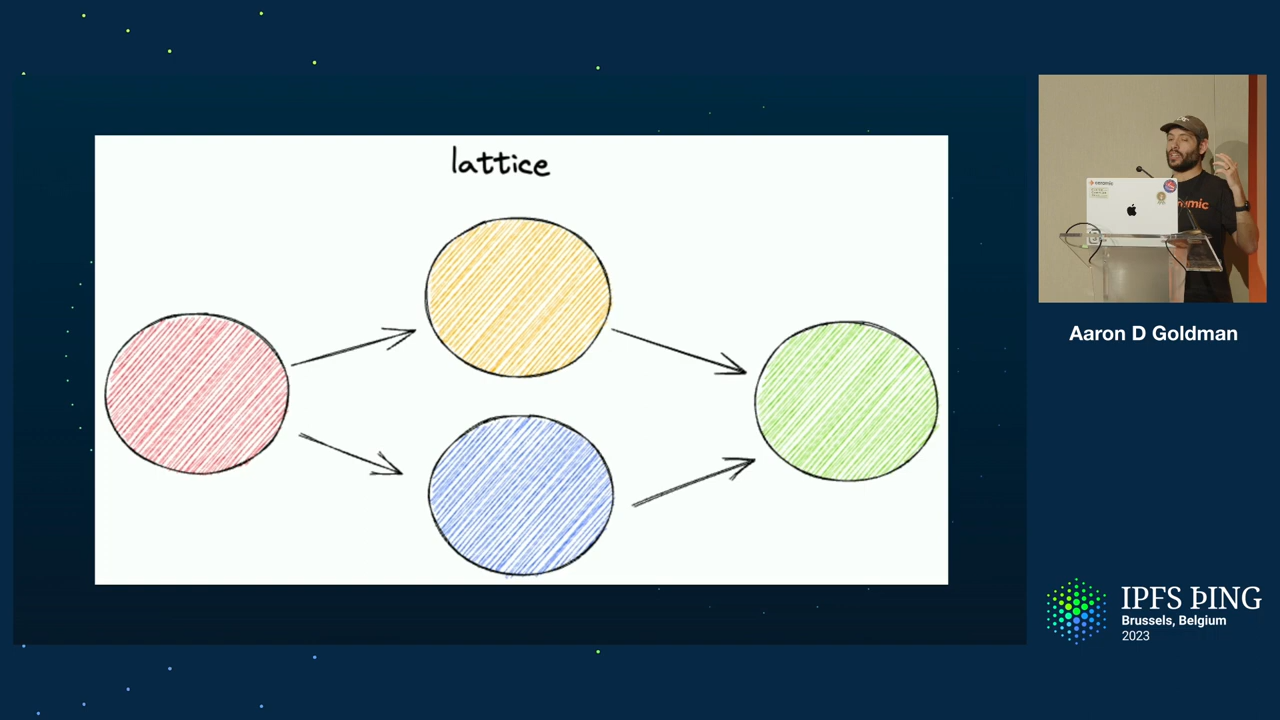 lattice
Aaron D Goldman
IPFS ÞING
Brussels, Belgium
2023